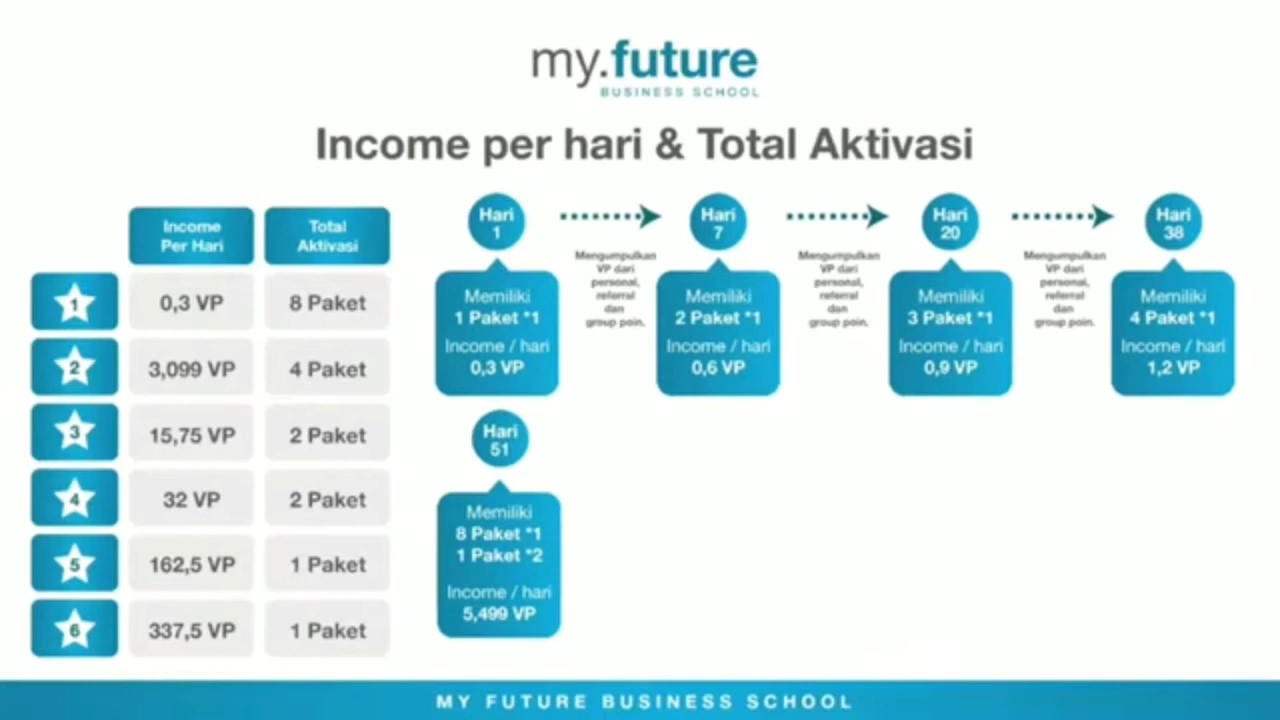 my.future
BUSINESS SCHOOL
Income per hari & Total Aktivasi
Income
Per Hari
Total
Aktivasi
1
0,3 VP
8 Paket
2
3,099 VP
4 Paket
3
15,75 VP
2 Paket
4
32 VP
2 Paket
5
162,5 VP
1 Paket
6
337,5 VP
1 Paket
Hari
1
Memiliki
1 Paket *1
Income / hari
0,3 VP
Mengumpulkan
VP dari
personal,
referral
dan
group poin.
Hari
7
Memiliki
2 Paket *1
Income / hari
0,6 VP
Mengumpulkan
VP dari
personal,
referral
dan
group poin.
Hari
20
Memiliki
3 Paket *1
Income / hari
0,9 VP
Mengumpulkan
VP dari
personal,
referral
dan
group poin.
Hari
38
Memiliki
4 Paket *1
Income / hari
1,2 VP
Hari
51
Memiliki
8 Paket *1
1 Paket *2
Income / hari
5,499 VP
MY FUTURE BUSINESS SCHOOL